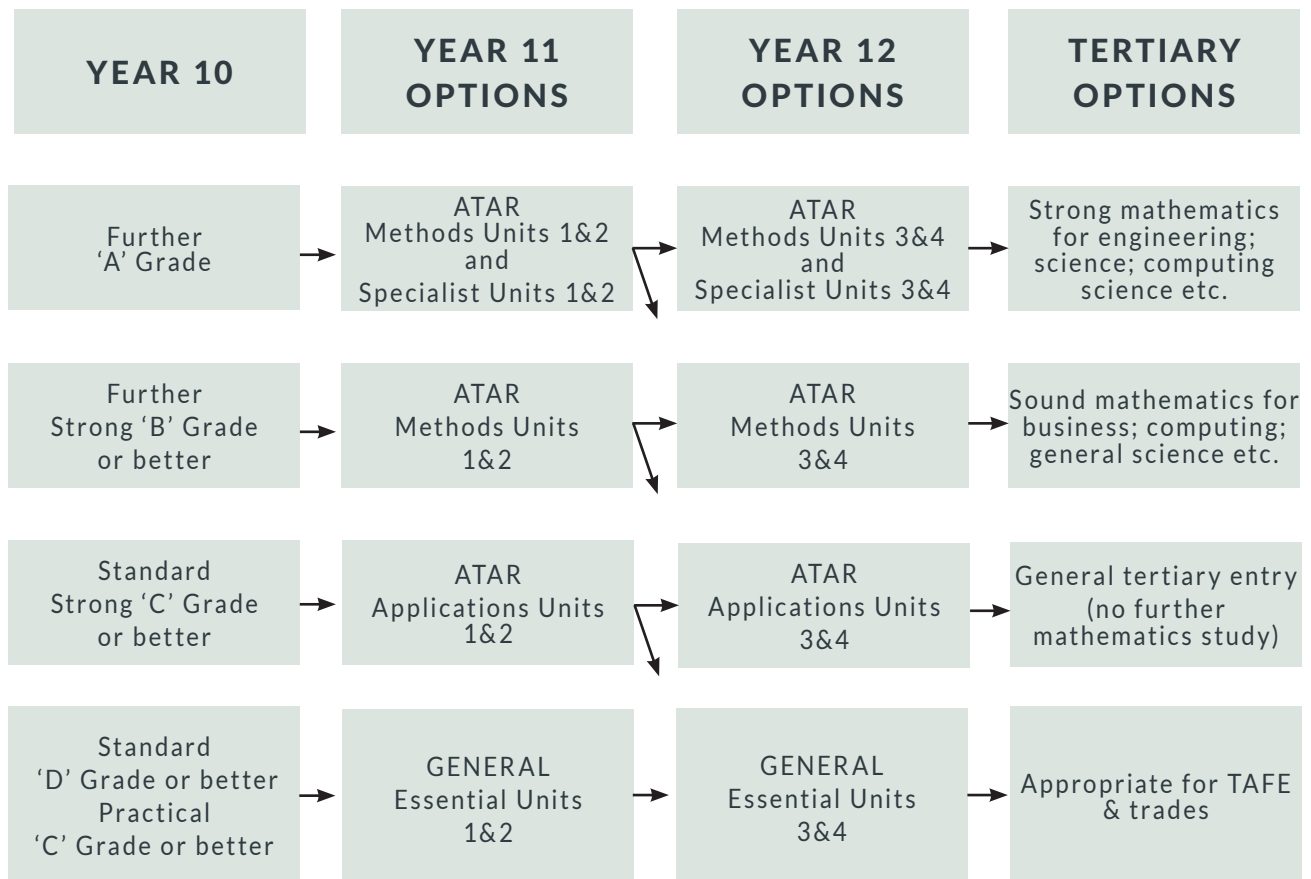 YEAR 10
YEAR 11
OPTIONS
YEAR 12
OPTIONS
TERTIARY
OPTIONS
Further
‘A’ Grade
ATAR
Methods Units 1&2
and
Specialist Units 1&2
ATAR
Methods Units 3&4
and
Specialist Units 3&4
Strong mathematics
for engineering;
science; computing
science etc.
Further
Strong ‘B’ Grade
or better
ATAR
Methods Units
1&2
ATAR
Methods Units
3&4
Sound mathematics for
business; computing;
general science etc.
Standard
Strong ‘C’ Grade
or better
ATAR
Applications Units
1&2
ATAR
Applications Units
3&4
General tertiary entry
(no further
mathematics study)
Standard
‘D’ Grade or better
Practical
‘C’ Grade or better
GENERAL
Essential Units
1&2
GENERAL
Essential Units
3&4
Appropriate for TAFE
& trades